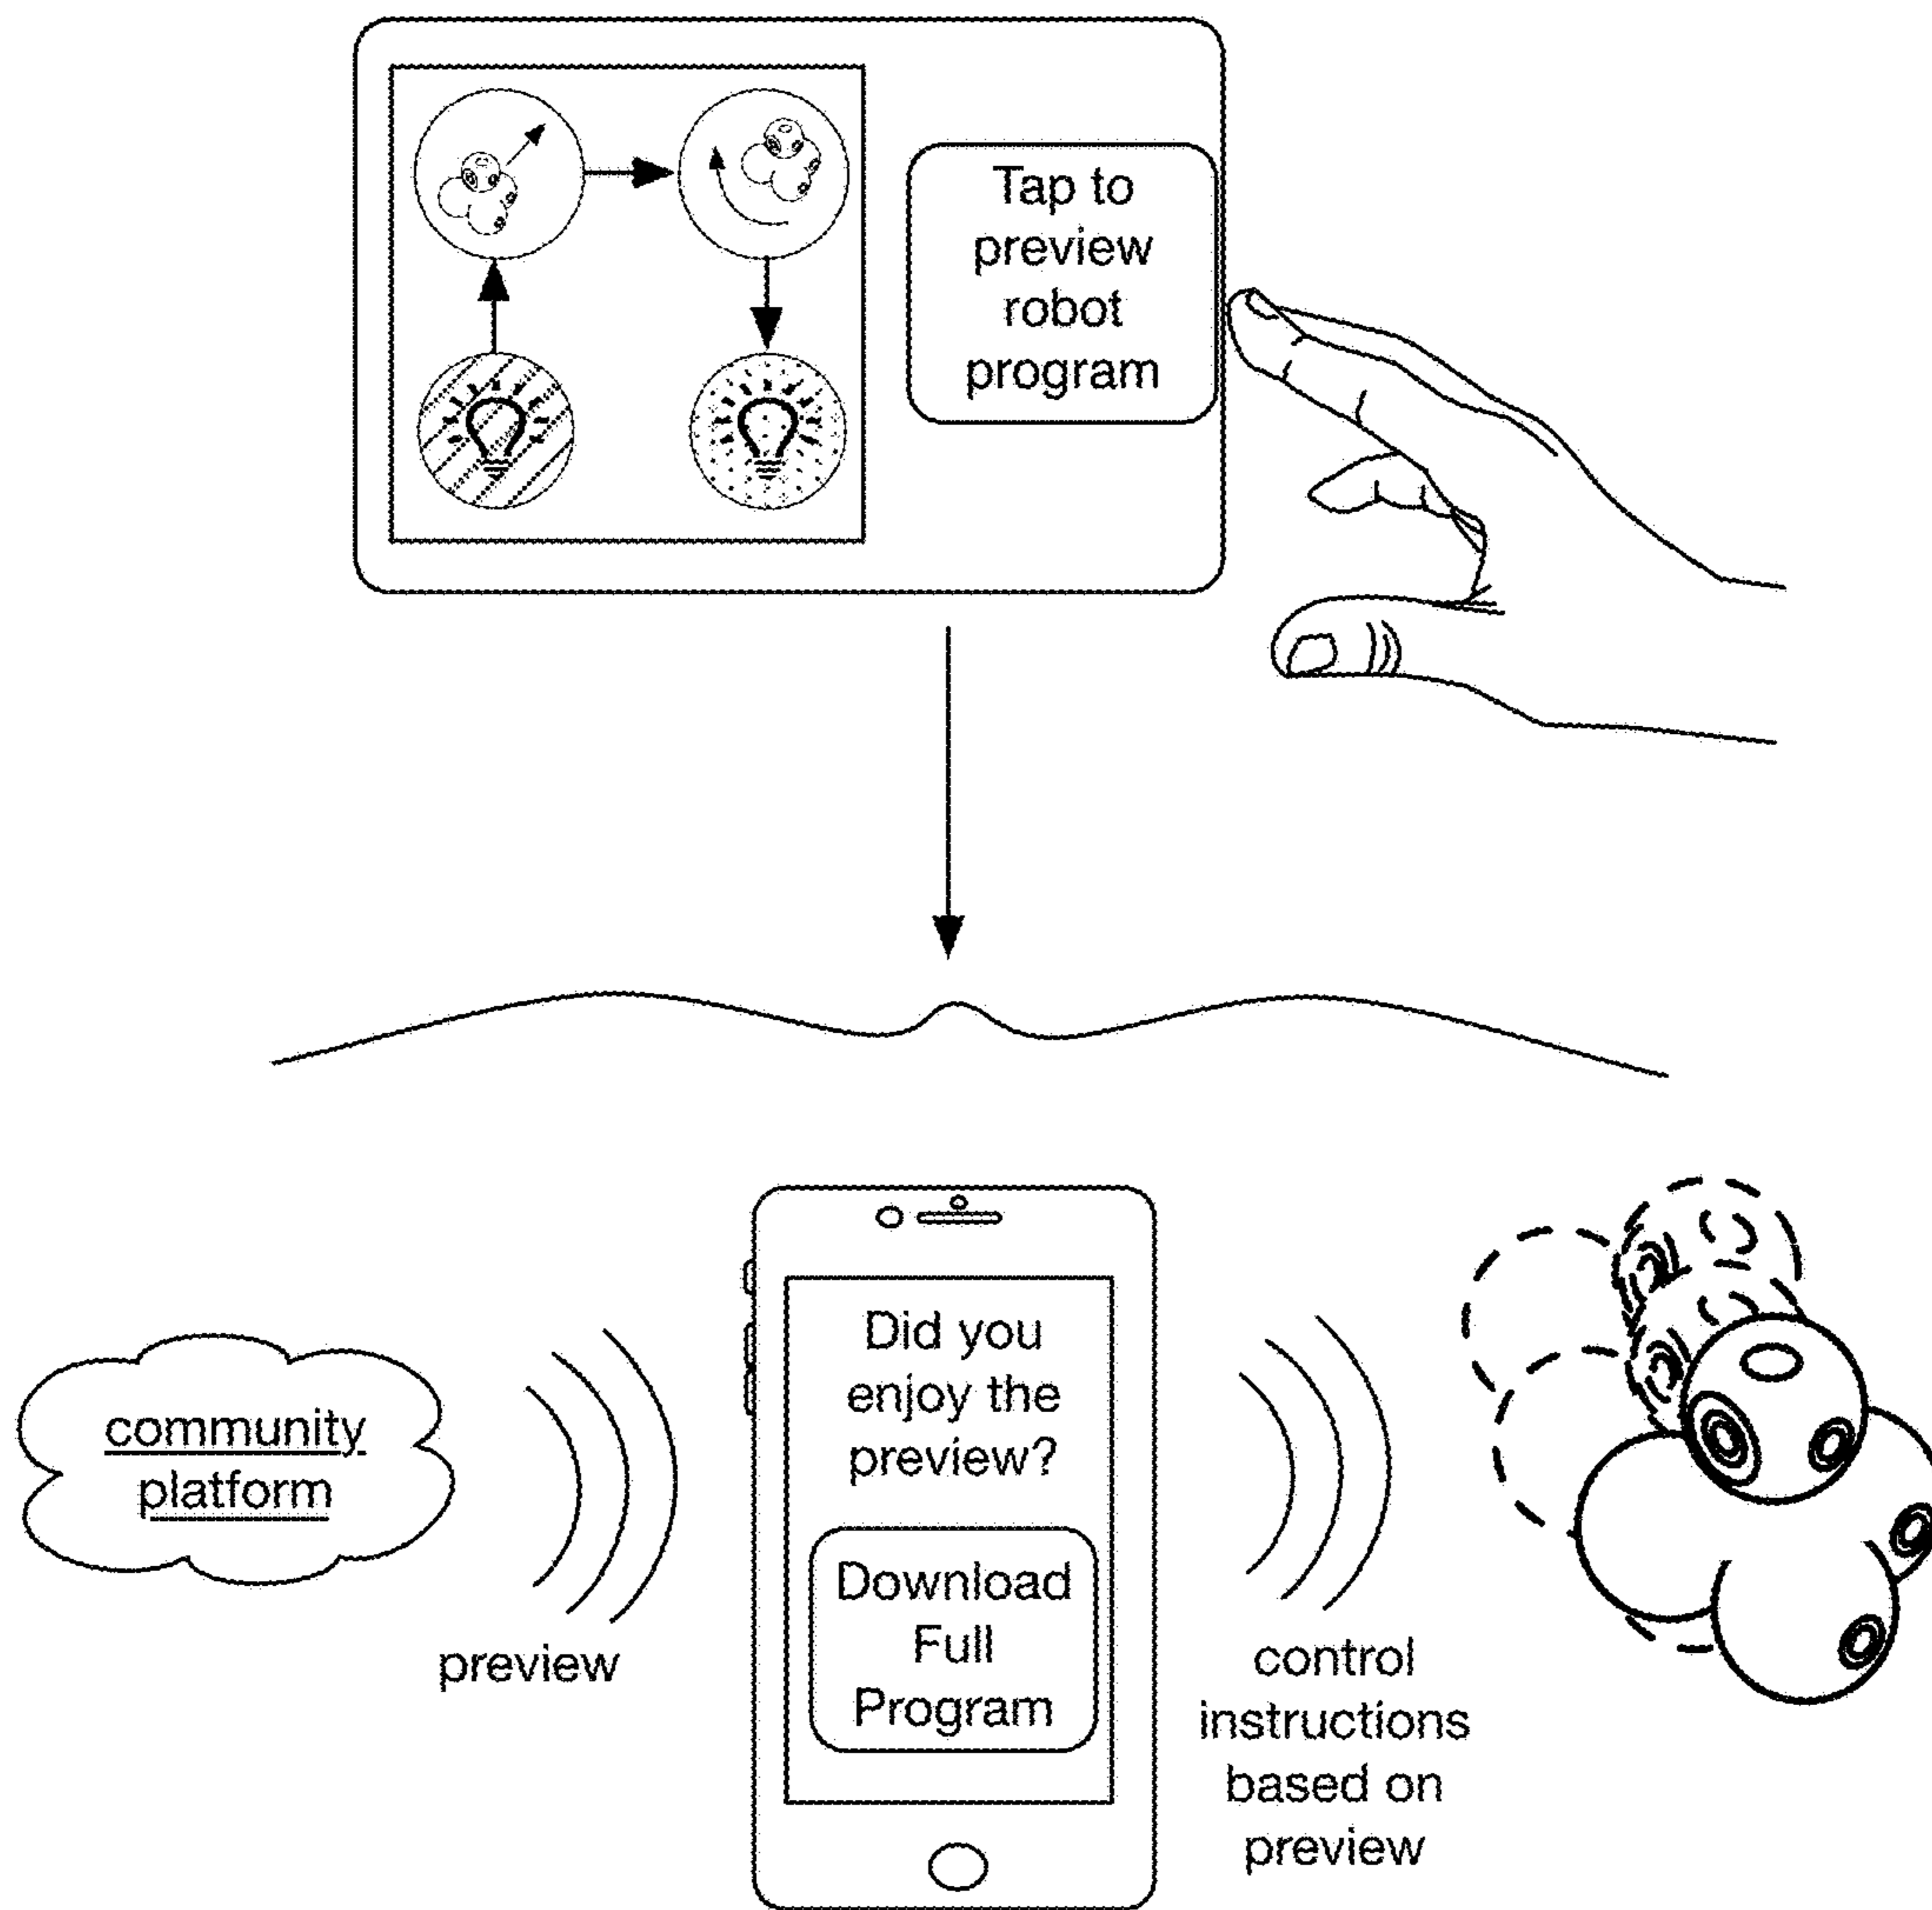 Tap to
preview
robot
program
Did you
enjoy the
preview?
Download
Full
Program
community
platform
preview
control
instructions
based on
preview